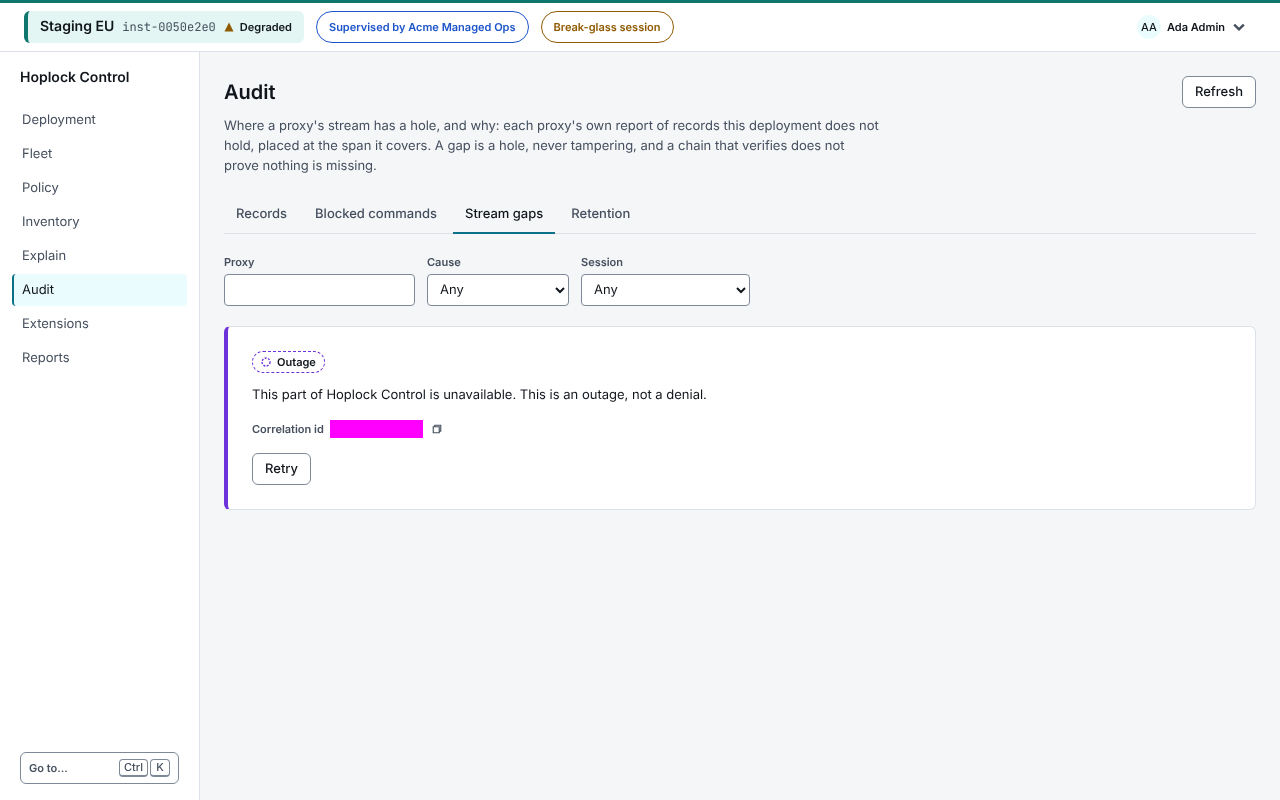 Staging EU inst-0050e2e0 Degraded
Supervised by Acme Managed Ops
Break-glass session
AA Ada Admin
Hoplock Control
Deployment
Fleet
Policy
Inventory
Explain
Audit
Extensions
Reports
Go to... Ctrl K
Audit
Refresh
Where a proxy's stream has a hole, and why: each proxy's own report of records this deployment does not
hold, placed at the span it covers. A gap is a hole, never tampering, and a chain that verifies does not
prove nothing is missing.
Records Blocked commands Stream gaps Retention
Proxy Cause Session
Any Any
Outage
This part of Hoplock Control is unavailable. This is an outage, not a denial.
Correlation id
Retry